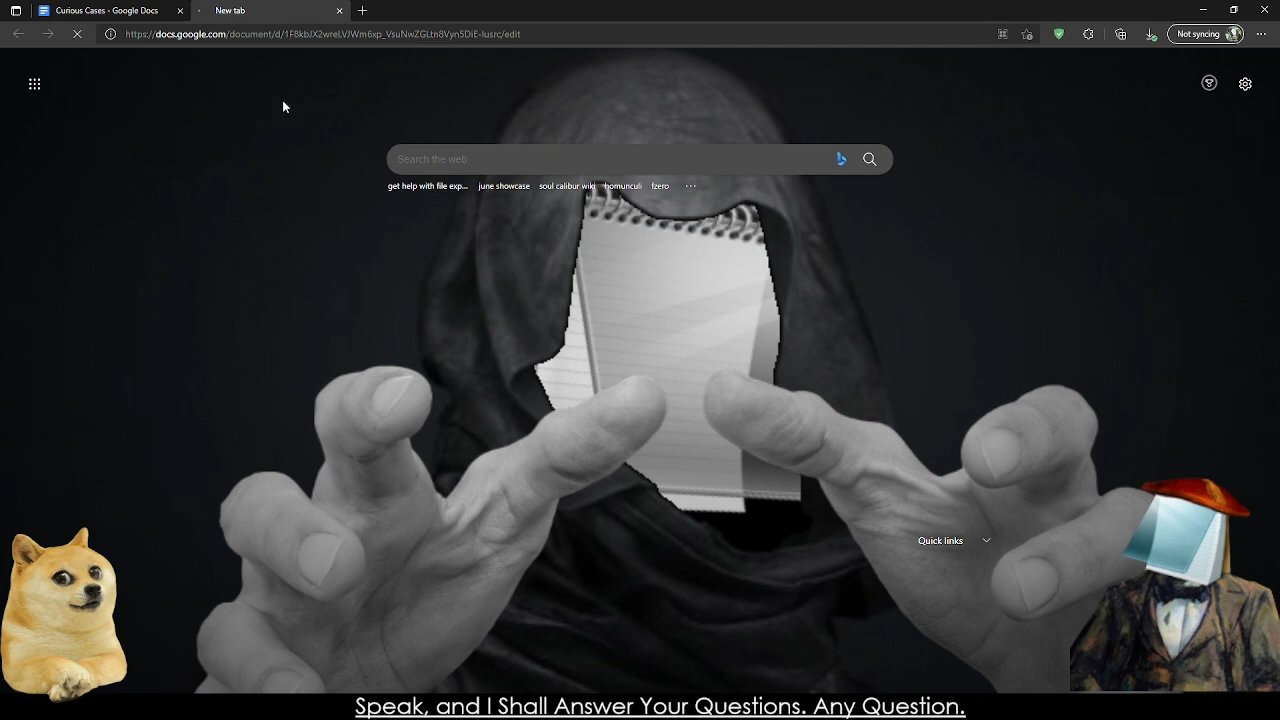 Curious Cases - Google Docs
New tab
https://docs.google.com/document/d/1F8kbJX2wreLVJWm6xp_VsuNwZGLtn8Vyn5DiE-lusrc/edit
Not syncing
Search the web
get help with file exp...
june showcase
soul calibur wiki
homunculi
fzero
Quick links
Speak, and I Shall Answer Your Questions. Any Question.